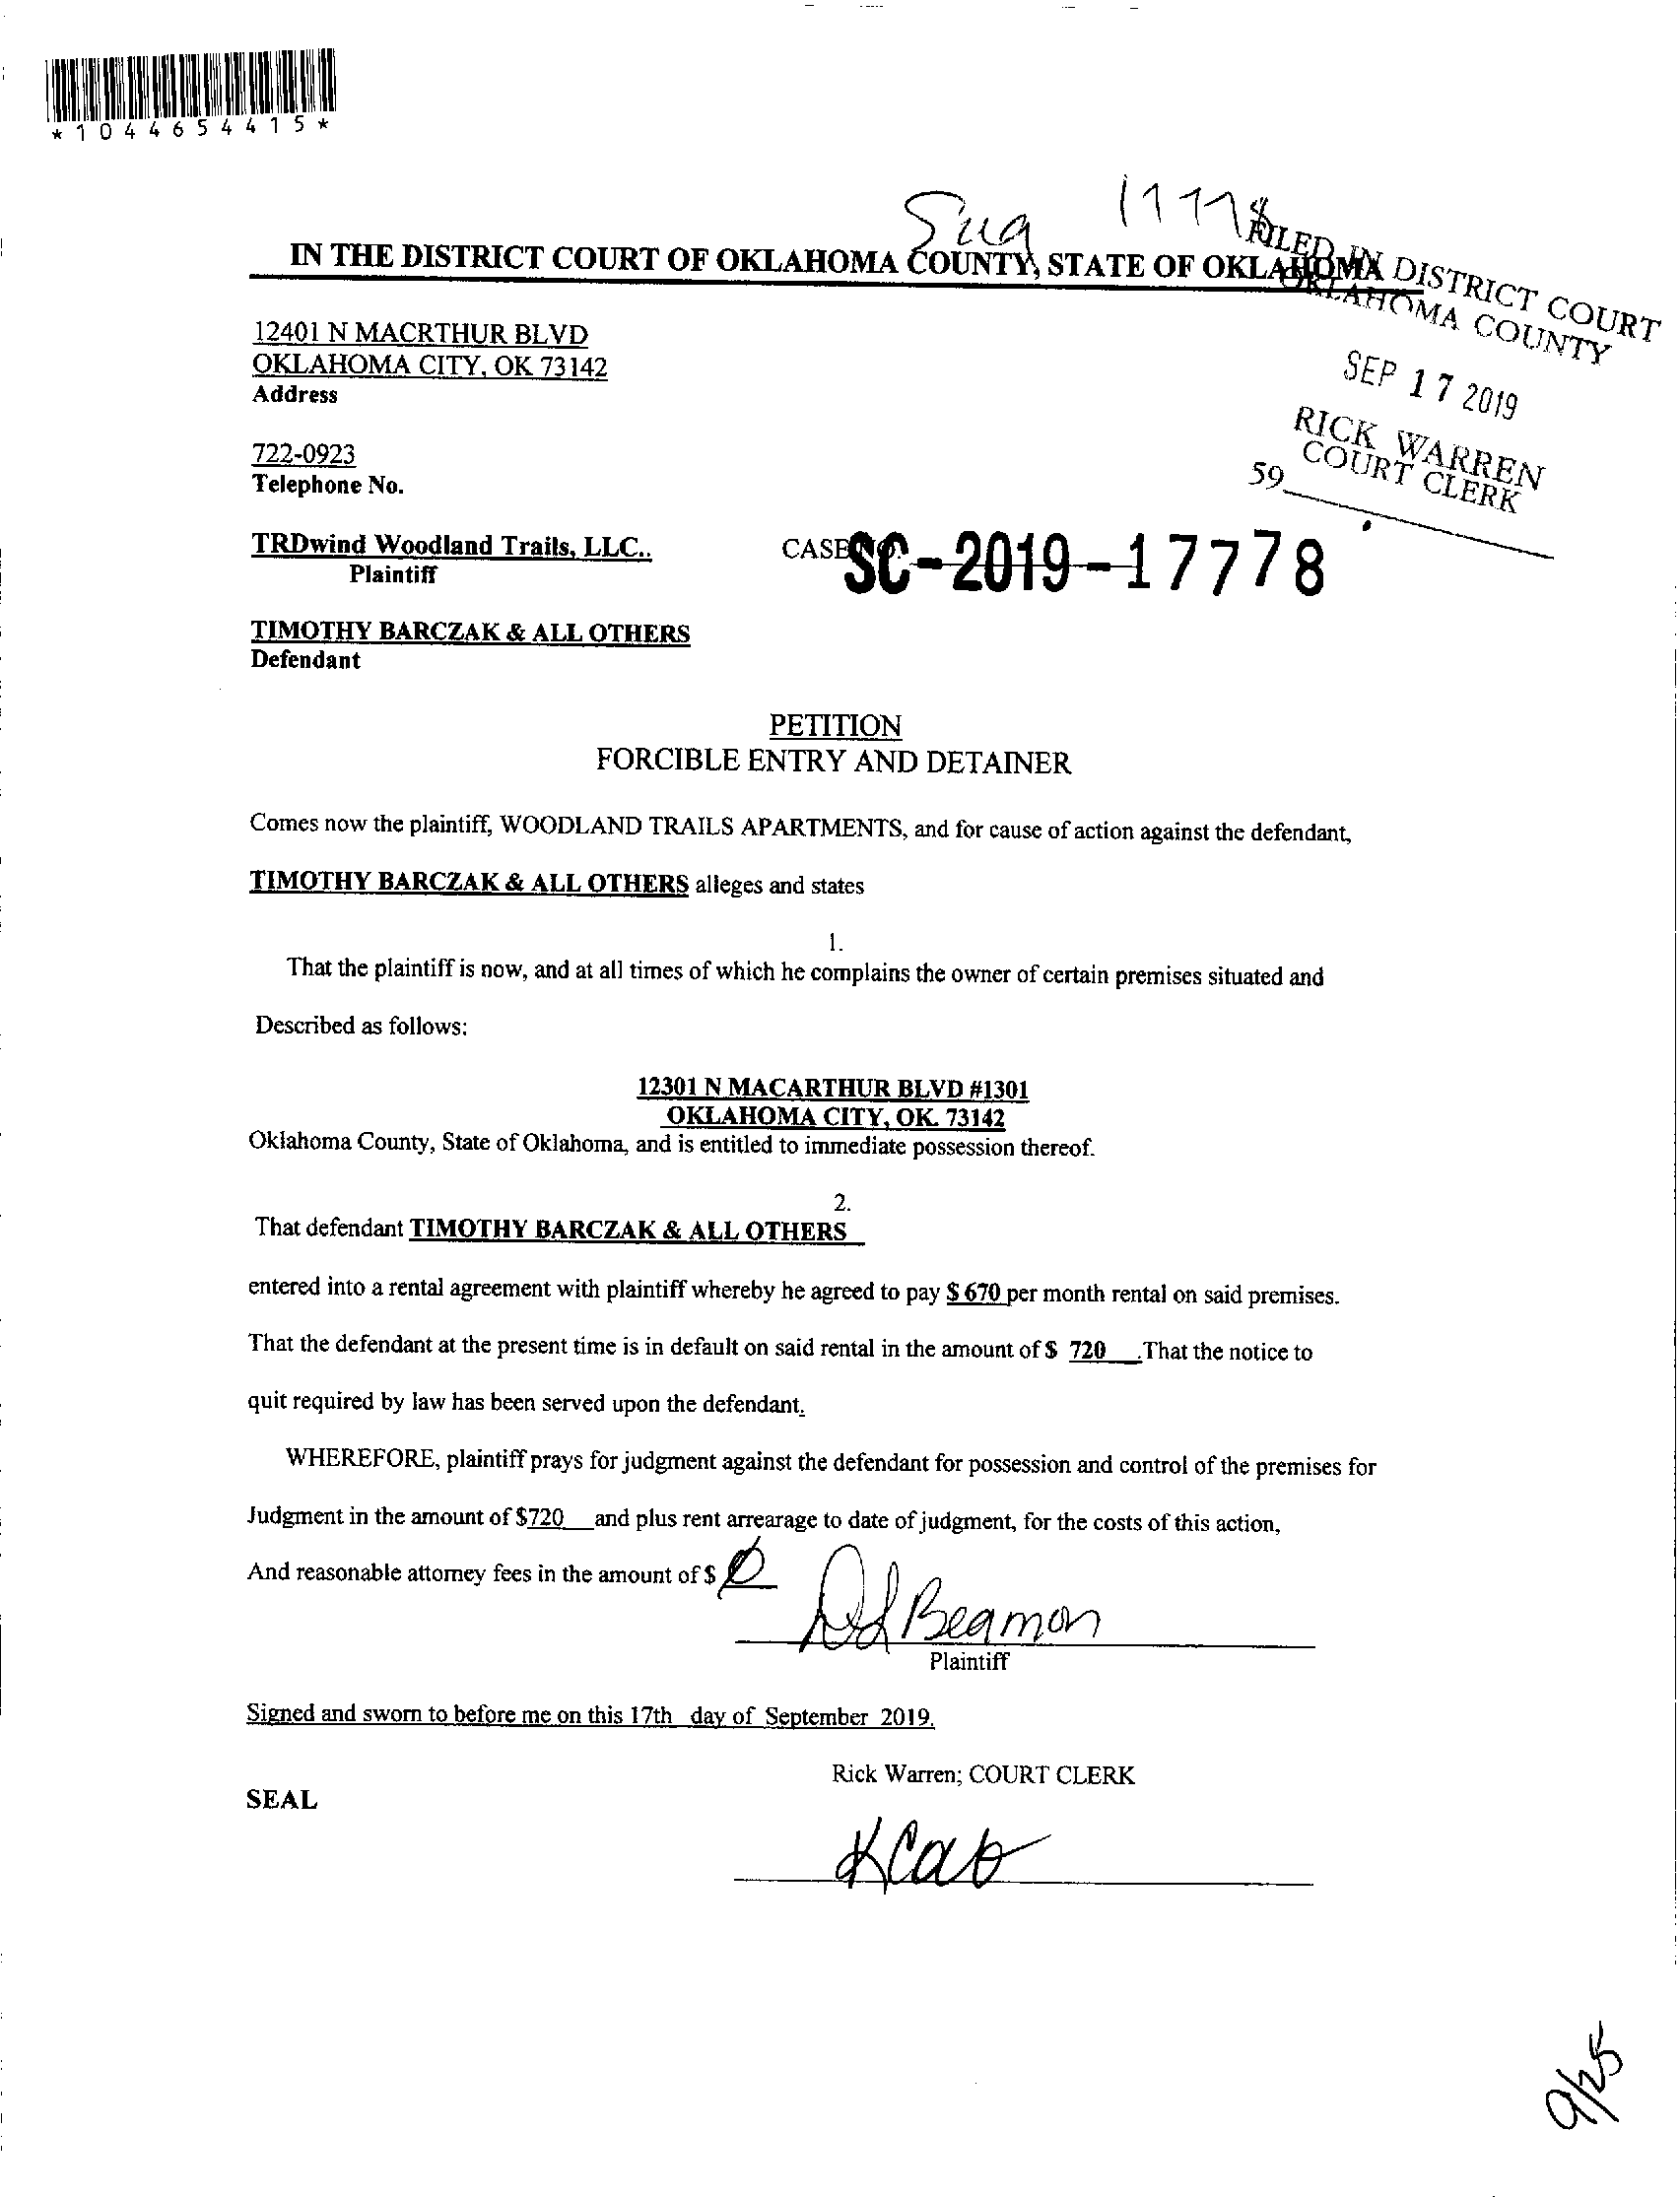 *1044654415*
IN THE DISTRICT COURT OF OKLAHOMA COUNTY, STATE OF OKLAHOMA
FILED IN DISTRICT COURT
OKLAHOMA COUNTY
SEP 17 2019
RICK WARREN
COURT CLERK
59
12401 N MACRTHUR BLVD
OKLAHOMA CITY, OK 73142
Address
722-0923
Telephone No.
TRDwind Woodland Trails, LLC..
Plaintiff
CASE SC-2019-17778
TIMOTHY BARCZAK & ALL OTHERS
Defendant
PETITION
FORCIBLE ENTRY AND DETAINER
Comes now the plaintiff, WOODLAND TRAILS APARTMENTS, and for cause of action against the defendant,
TIMOTHY BARCZAK & ALL OTHERS alleges and states
1.
That the plaintiff is now, and at all times of which he complains the owner of certain premises situated and
Described as follows:
12301 N MACARTHUR BLVD #1301
OKLAHOMA CITY, OK. 73142
Oklahoma County, State of Oklahoma, and is entitled to immediate possession thereof.
2.
That defendant TIMOTHY BARCZAK & ALL OTHERS
entered into a rental agreement with plaintiff whereby he agreed to pay $ 670 per month rental on said premises.
That the defendant at the present time is in default on said rental in the amount of $ 720 .That the notice to
quit required by law has been served upon the defendant.
WHEREFORE, plaintiff prays for judgment against the defendant for possession and control of the premises for
Judgment in the amount of $720 and plus rent arrearage to date of judgment, for the costs of this action,
And reasonable attorney fees in the amount of $
Beamon
Plaintiff
Signed and sworn to before me on this 17th day of September 2019.
Rick Warren; COURT CLERK
SEAL
9/25